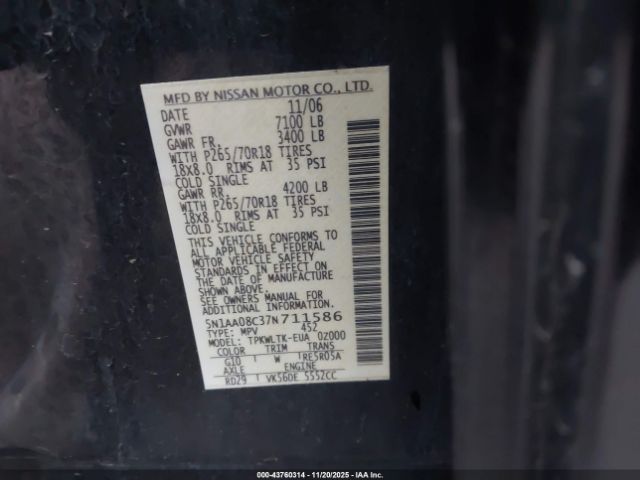 MFD BY NISSAN MOTOR CO., LTD.
DATE 11/06
GVWR 7100 LB
GAWR FR. 3400 LB
WITH P265/70R18 TIRES
18X8.0 RIMS AT 35 PSI
COLD SINGLE
GAWR RR. 4200 LB
WITH P265/70R18 TIRES
18X8.0 RIMS AT 35 PSI
COLD SINGLE
THIS VEHICLE CONFORMS TO
ALL APPLICABLE FEDERAL
MOTOR VEHICLE SAFETY
STANDARDS IN EFFECT ON
THE DATE OF MANUFACTURE
SEE OWNERS MANUAL FOR
ADDITIONAL INFORMATION.
5N1AA08C37N711586
TYPE: MPV 452
MODEL: TPKWLTK-EUA 0Z000
COLOR TRIM TRANS
G10 W RE5R05A
AXLE ENGINE
RD29 VK56DE 5552CC
000-43760314 - 11/20/2025 - IAA Inc.